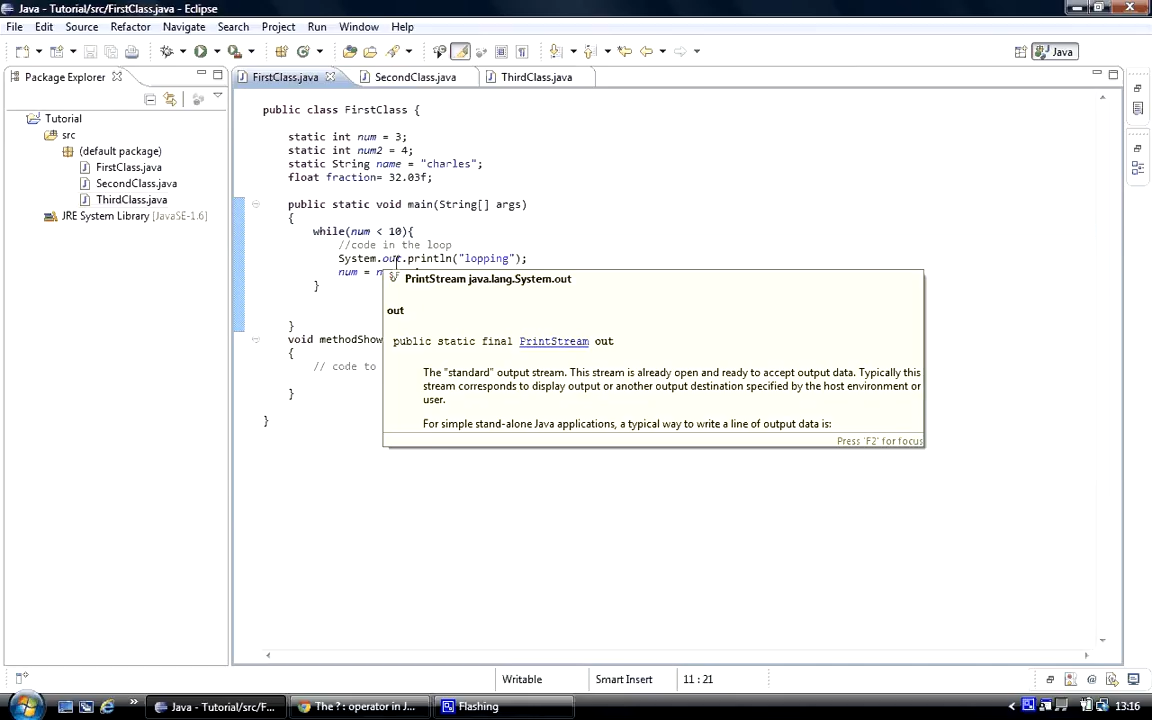 Java - Tutorial/src/FirstClass.java - Eclipse
File Edit Source Refactor Navigate Search Project Run Window Help
Java
Package Explorer
FirstClass.java SecondClass.java ThirdClass.java
Tutorial
src
(default package)
FirstClass.java
SecondClass.java
ThirdClass.java
JRE System Library [JavaSE-1.6]
public class FirstClass {
static int num = 3;
static int num2 = 4;
static String name = "charles";
float fraction= 32.03f;
public static void main(String[] args)
{
while(num < 10){
//code in the loop
System.out.println("lopping");
num =
}
}
void methodShow
{
// code to
}
}
PrintStream java.lang.System.out
out
public static final PrintStream out
The "standard" output stream. This stream is already open and ready to accept output data. Typically this
stream corresponds to display output or another output destination specified by the host environment or
user.
For simple stand-alone Java applications, a typical way to write a line of output data is:
Press 'F2' for focus
Writable Smart Insert 11 : 21
Java - Tutorial/src/F... The ? : operator in J... Flashing 13:16